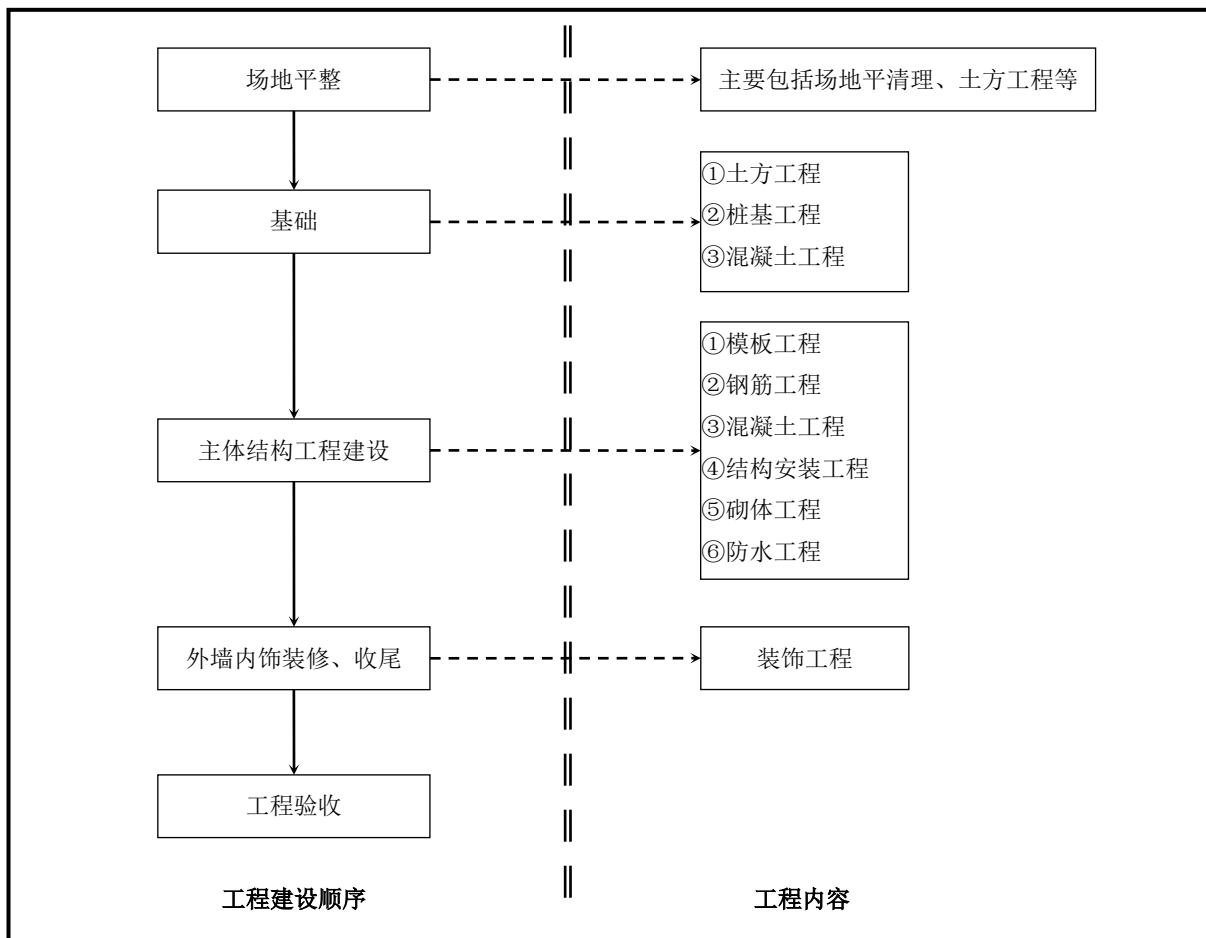 场地平整
主要包括场地平清理、土方工程等
基础
①土方工程
②桩基工程
③混凝土工程
主体结构工程建设
①模板工程
②钢筋工程
③混凝土工程
④结构安装工程
⑤砌体工程
⑥防水工程
外墙内饰装修、收尾
装饰工程
工程验收
工程建设顺序
工程内容